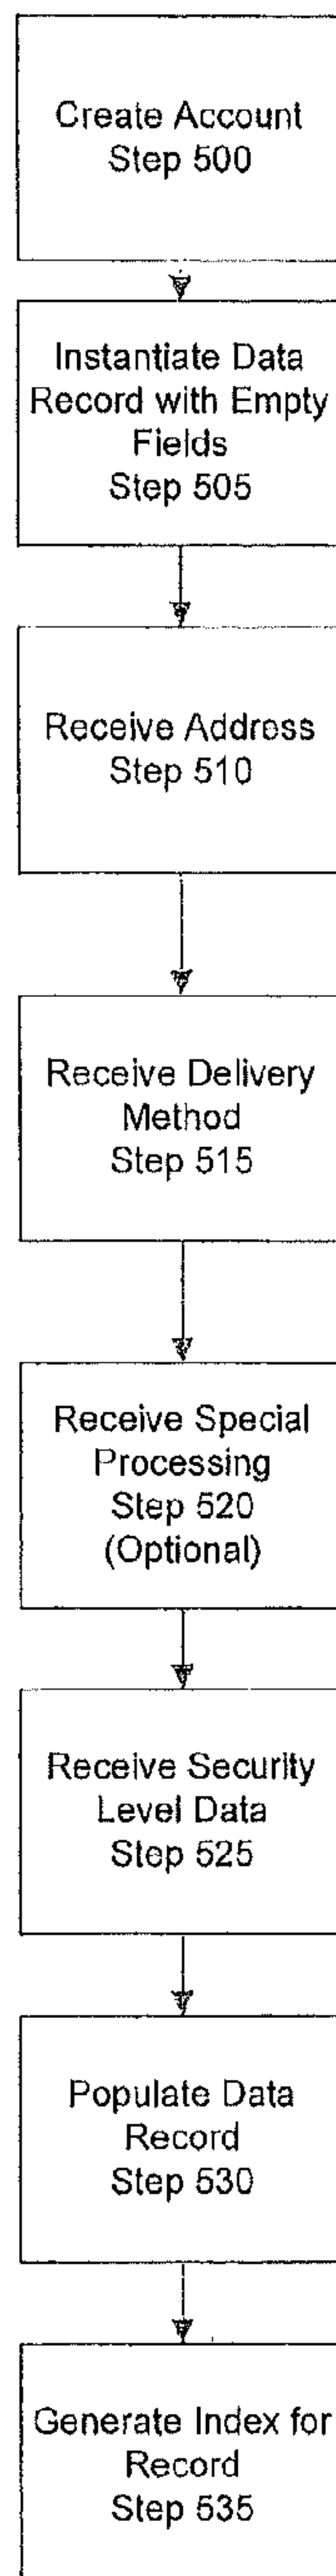 Create Account
Step 500
Instantiate Data
Record with Empty
Fields
Step 505
Receive Address
Step 510
Receive Delivery
Method
Step 515
Receive Special
Processing
Step 520
(Optional)
Receive Security
Level Data
Step 525
Populate Data
Record
Step 530
Generate Index for
Record
Step 535